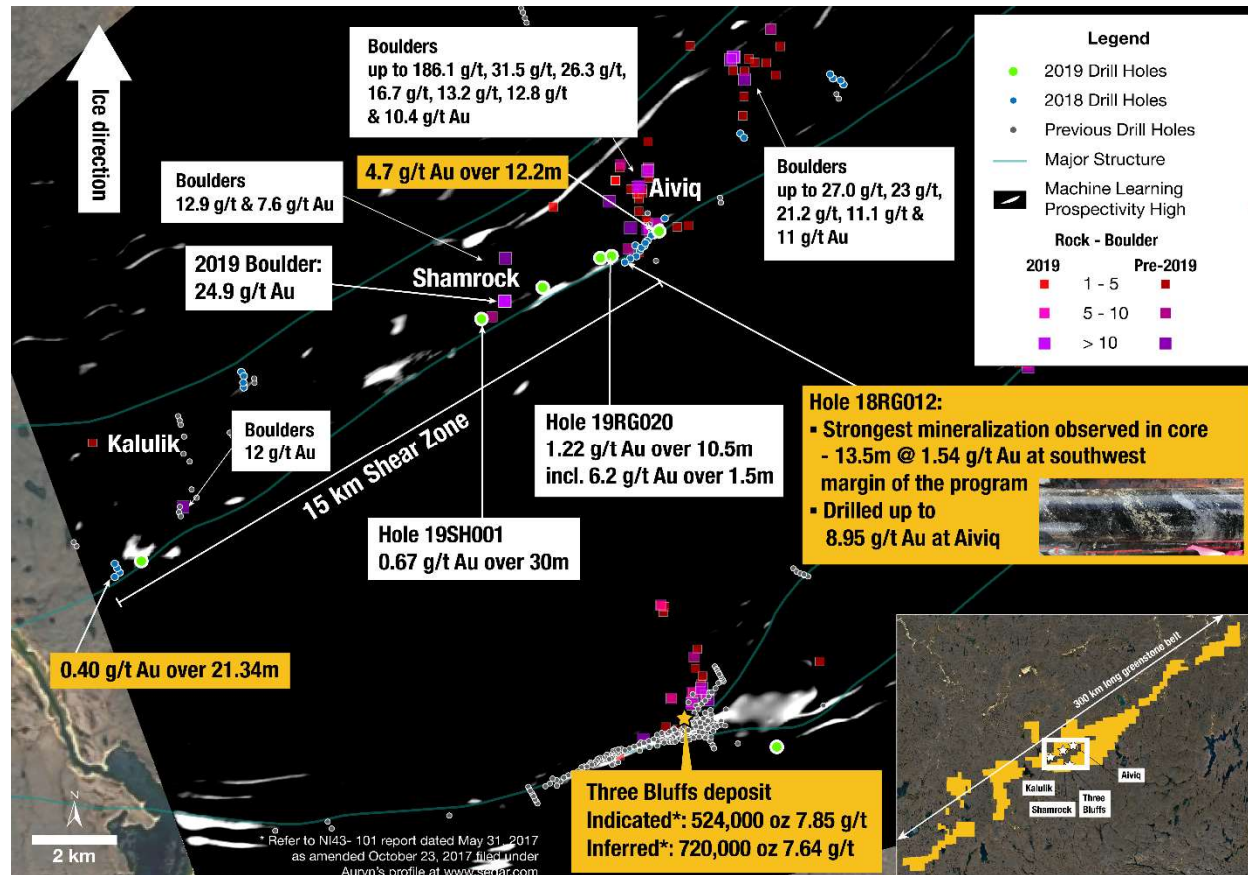 Ice direction
Boulders
up to 186.1 g/t, 31.5 g/t, 26.3 g/t,
16.7 g/t, 13.2 g/t, 12.8 g/t
& 10.4 g/t Au
4.7 g/t Au over 12.2m
Boulders
12.9 g/t & 7.6 g/t Au
Aiviq
Boulders
up to 27.0 g/t, 23 g/t,
21.2 g/t, 11.1 g/t &
11 g/t Au
Shamrock
2019 Boulder:
24.9 g/t Au
Legend
2019 Drill Holes
2018 Drill Holes
Previous Drill Holes
Major Structure
Machine Learning
Prospectivity High
Rock - Boulder
2019 Pre-2019
1 - 5
5 - 10
> 10
Kalulik
Boulders
12 g/t Au
15 km Shear Zone
Hole 19RG020
1.22 g/t Au over 10.5m
incl. 6.2 g/t Au over 1.5m
Hole 19SH001
0.67 g/t Au over 30m
Hole 18RG012:
▪ Strongest mineralization observed in core
- 13.5m @ 1.54 g/t Au at southwest
margin of the program
▪ Drilled up to
8.95 g/t Au at Aiviq
0.40 g/t Au over 21.34m
Three Bluffs deposit
Indicated*: 524,000 oz 7.85 g/t
Inferred*: 720,000 oz 7.64 g/t
N
2 km
* Refer to NI43- 101 report dated May 31, 2017
as amended October 23, 2017 filed under
Auryn's profile at www.sedar.com
300 km long greenstone belt
Kalulik
Shamrock
Three
Bluffs
Aiviq